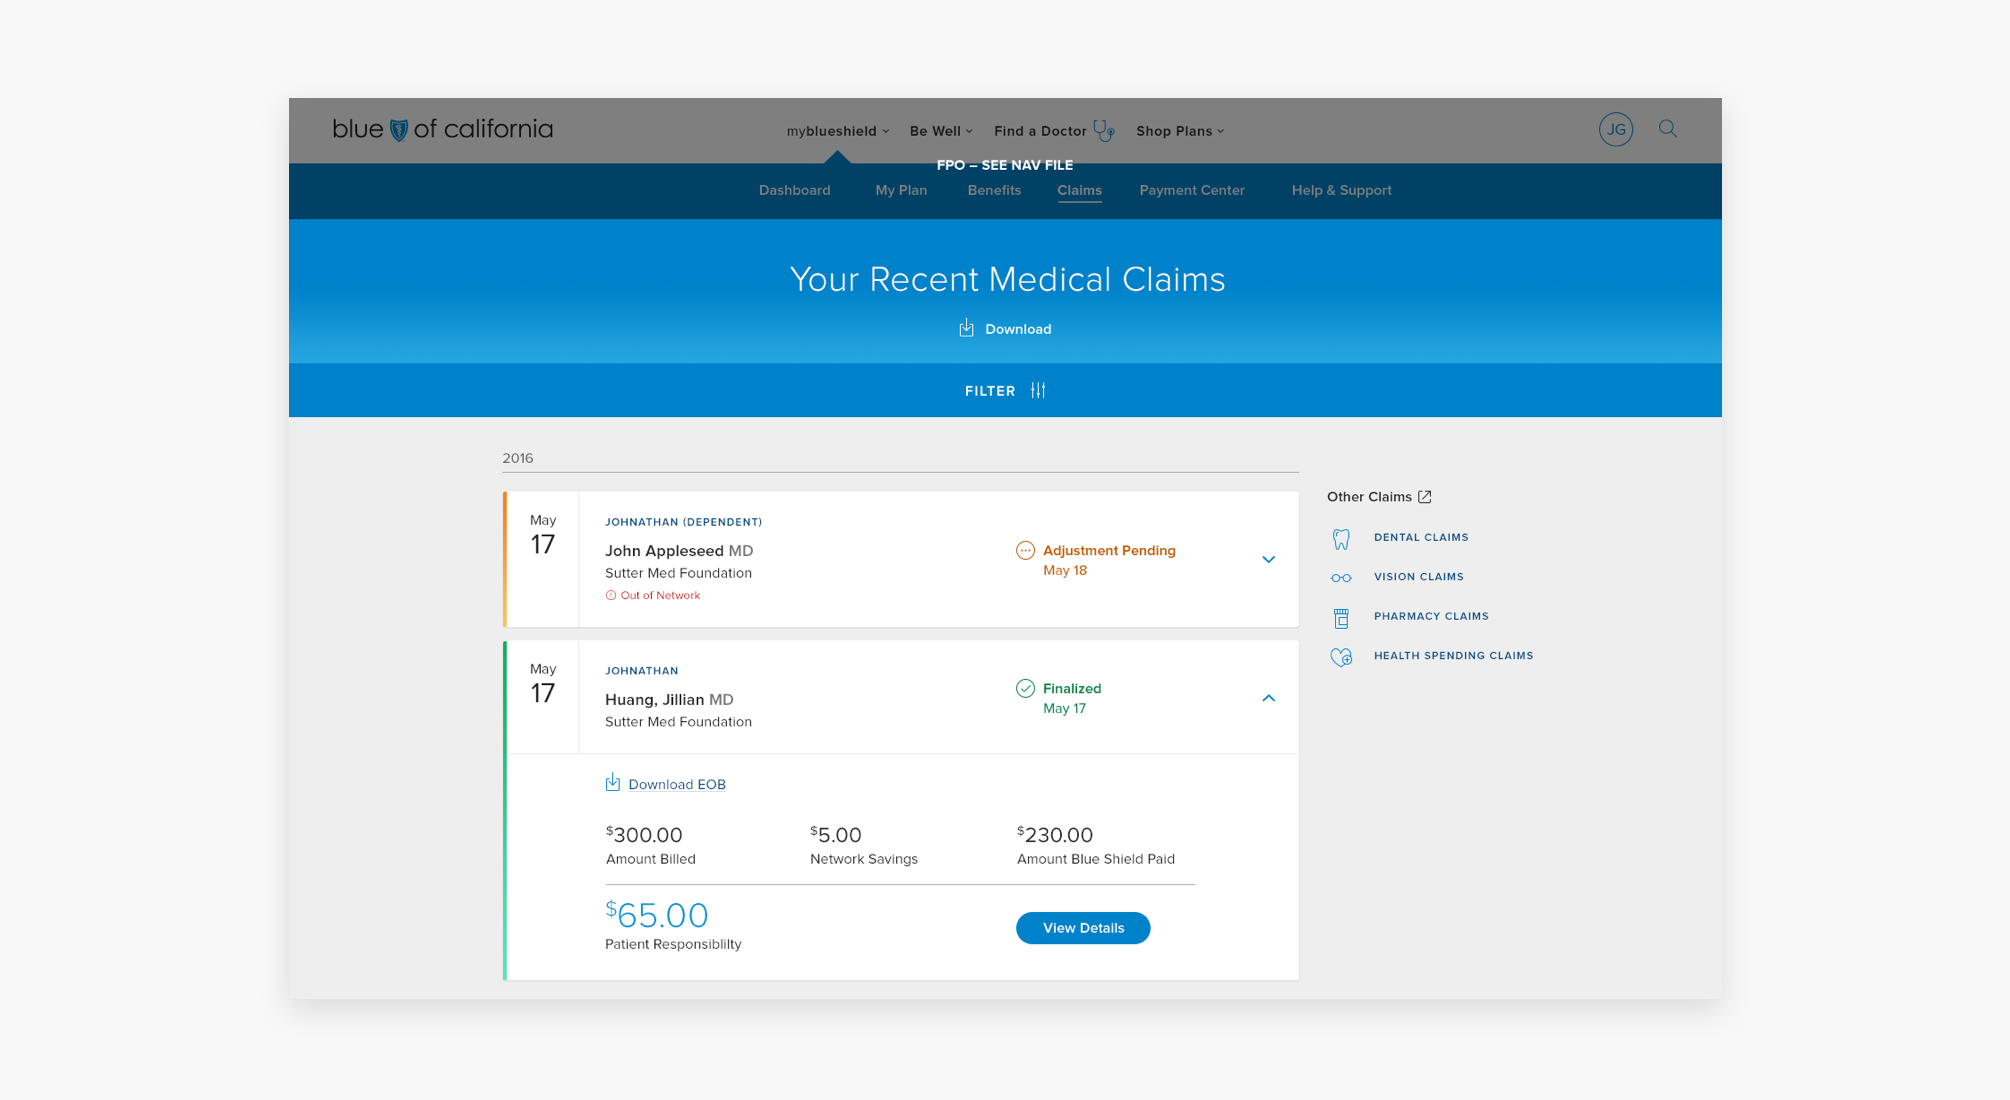 blue of california
myblueshield
Be Well
Find a Doctor
Shop Plans
JG
FPO – SEE NAV FILE
Dashboard
My Plan
Benefits
Claims
Payment Center
Help & Support
Your Recent Medical Claims
Download
FILTER
2016
May
17
JOHNATHAN (DEPENDENT)
John Appleseed MD
Sutter Med Foundation
Out of Network
Adjustment Pending
May 18
May
17
JOHNATHAN
Huang, Jillian MD
Sutter Med Foundation
Finalized
May 17
Download EOB
$300.00
Amount Billed
$5.00
Network Savings
$230.00
Amount Blue Shield Paid
$65.00
Patient Responsiblilty
View Details
Other Claims
DENTAL CLAIMS
VISION CLAIMS
PHARMACY CLAIMS
HEALTH SPENDING CLAIMS